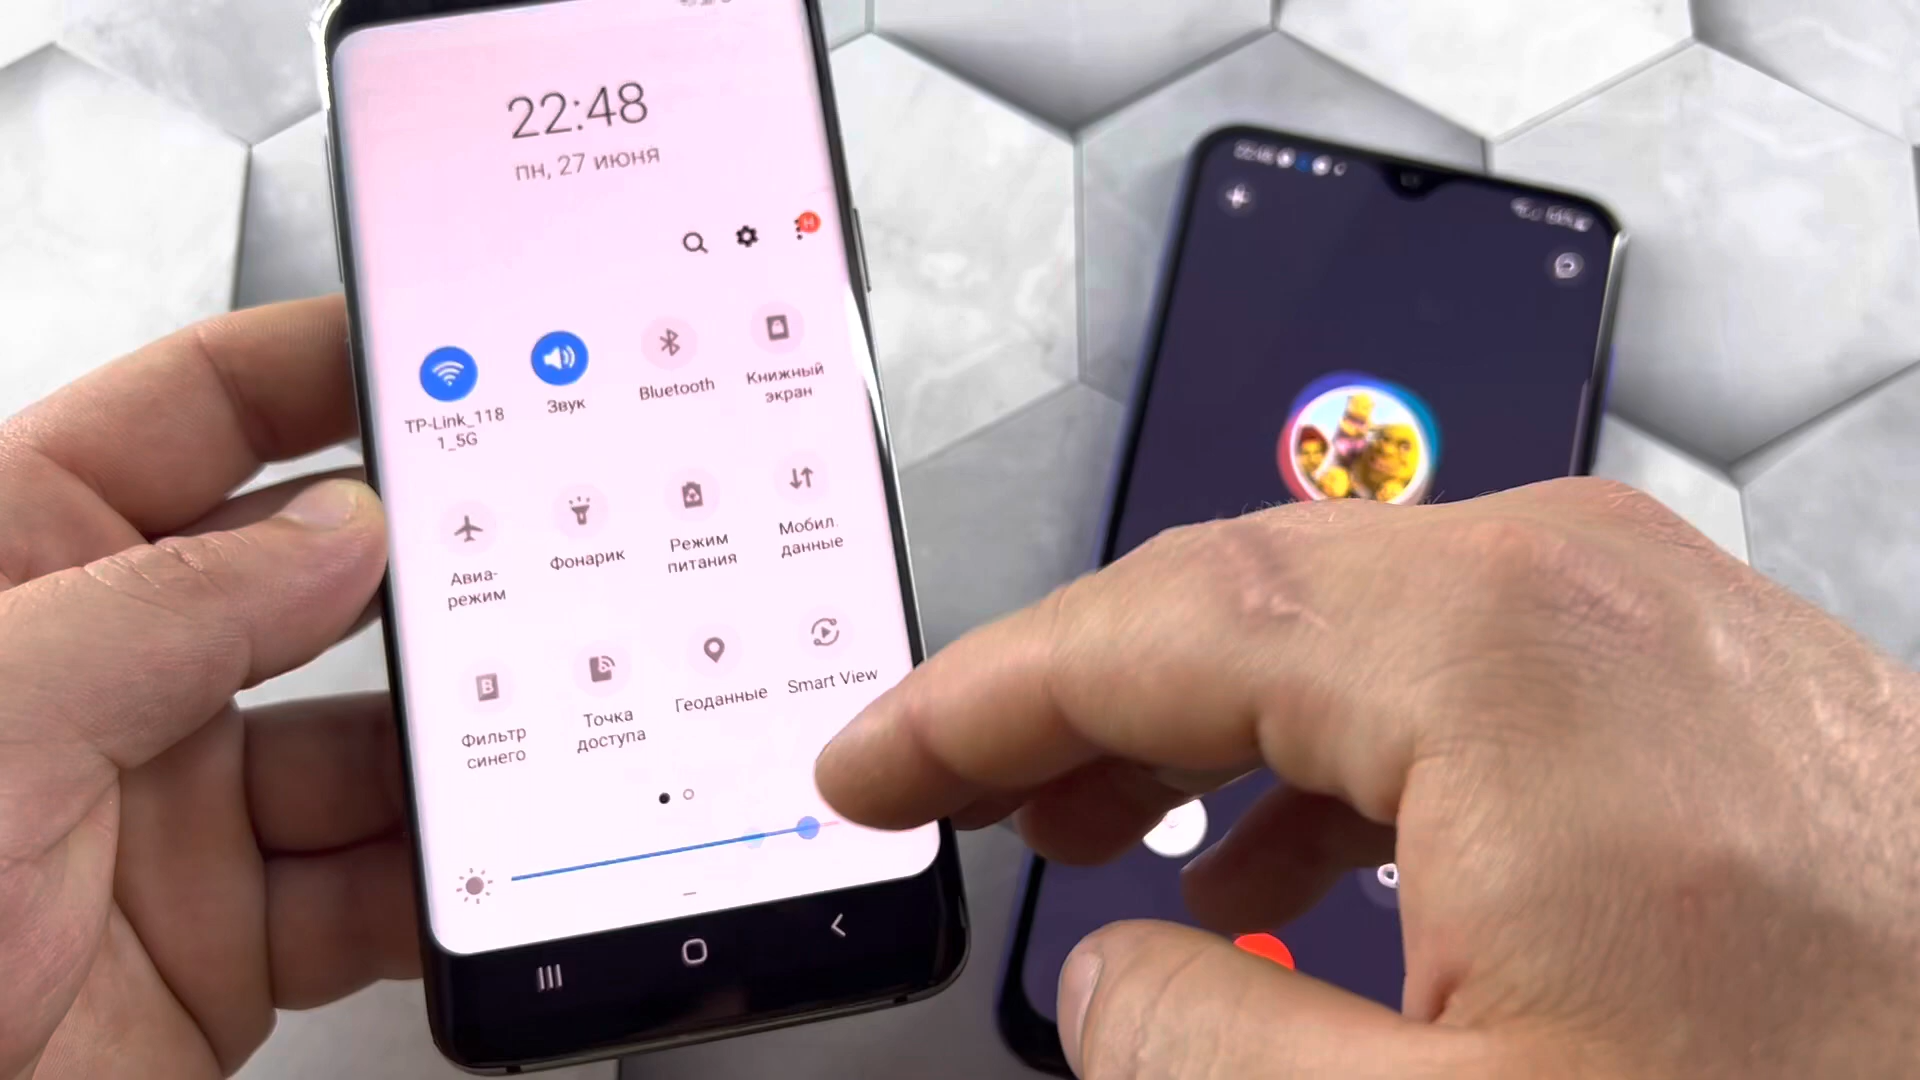 22:48
пн, 27 июня
TP-Link_118
1_5G
Звук
Bluetooth
Книжный
экран
Авиа-
режим
Фонарик
Режим
питания
Мобил.
данные
Фильтр
синего
Точка
доступа
Геоданные
Smart View